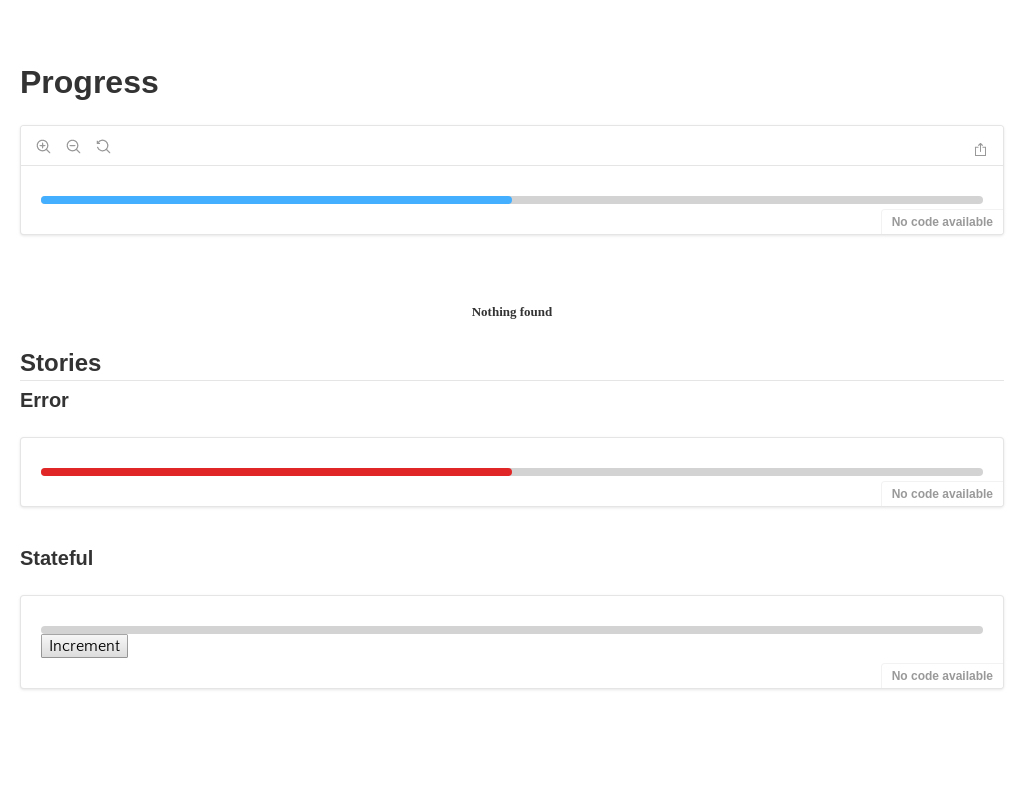 Progress
No code available
Nothing found
Stories
Error
No code available
Stateful
Increment
No code available